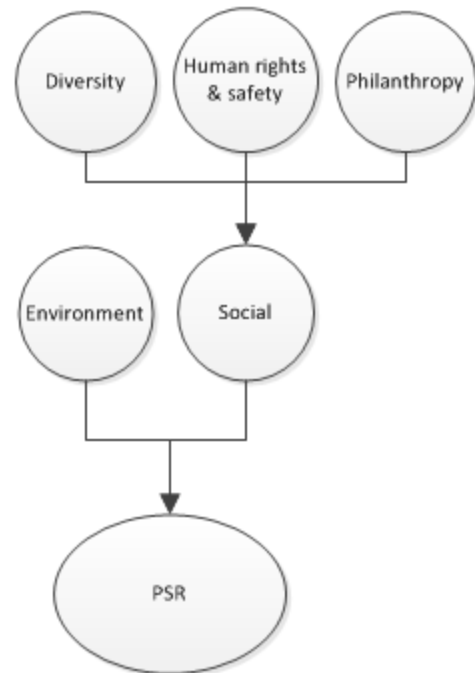 Diversity
Human rights
& safety
Philanthropy
Environment
Social
PSR